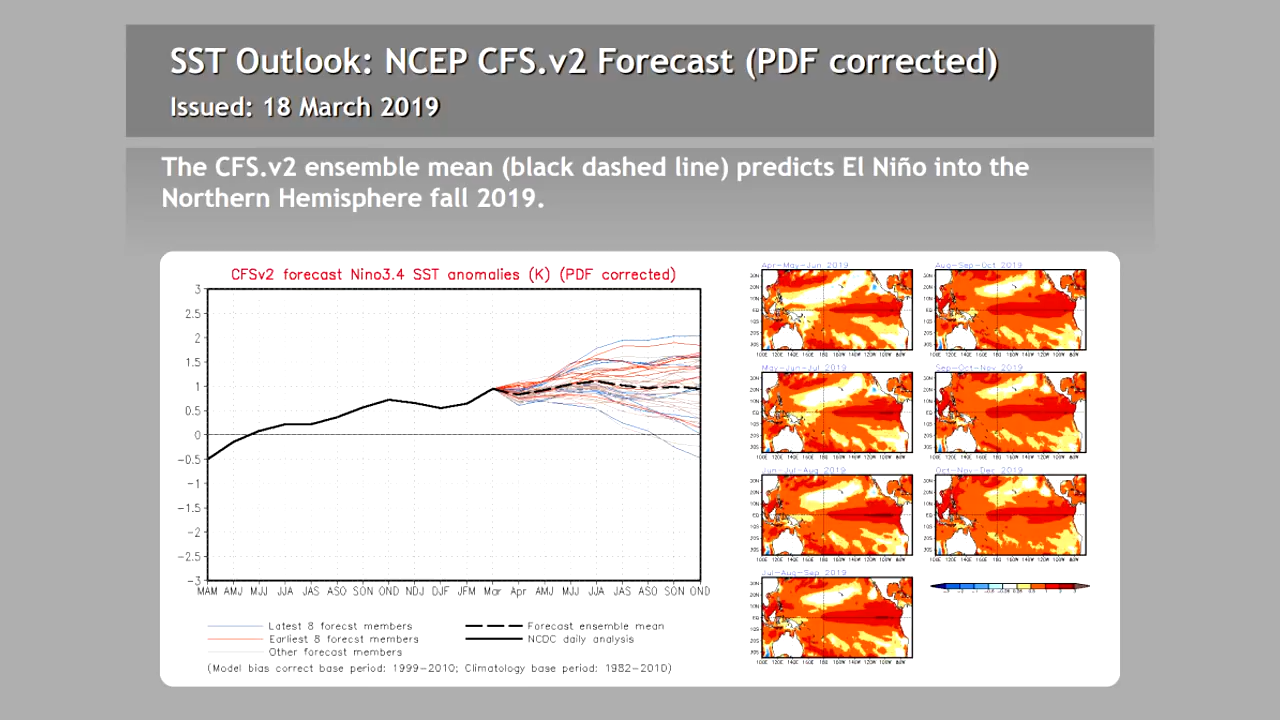 SST Outlook: NCEP CFS.v2 Forecast (PDF corrected)
Issued: 18 March 2019
The CFS.v2 ensemble mean (black dashed line) predicts El Niño into the
Northern Hemisphere fall 2019.
CFSv2 forecast Nino3.4 SST anomalies (K) (PDF corrected)
3
2.5
2
1.5
1
0.5
0
−0.5
−1
−1.5
−2
−2.5
−3
MAM AMJ MJJ JJA JAS ASO SON OND NDJ DJF JFM Mar Apr AMJ MJJ JJA JAS ASO SON OND
Latest 8 forecst members
Earliest 8 forecst members
Other forecast members
Forecast ensemble mean
NCDC daily analysis
(Model bias correct base period: 1999−2010; Climatology base period: 1982−2010)
Apr-May-Jun 2019
May-Jun-Jul 2019
Jun-Jul-Aug 2019
Jul-Aug-Sep 2019
Aug-Sep-Oct 2019
Sep-Oct-Nov 2019
Oct-Nov-Dec 2019